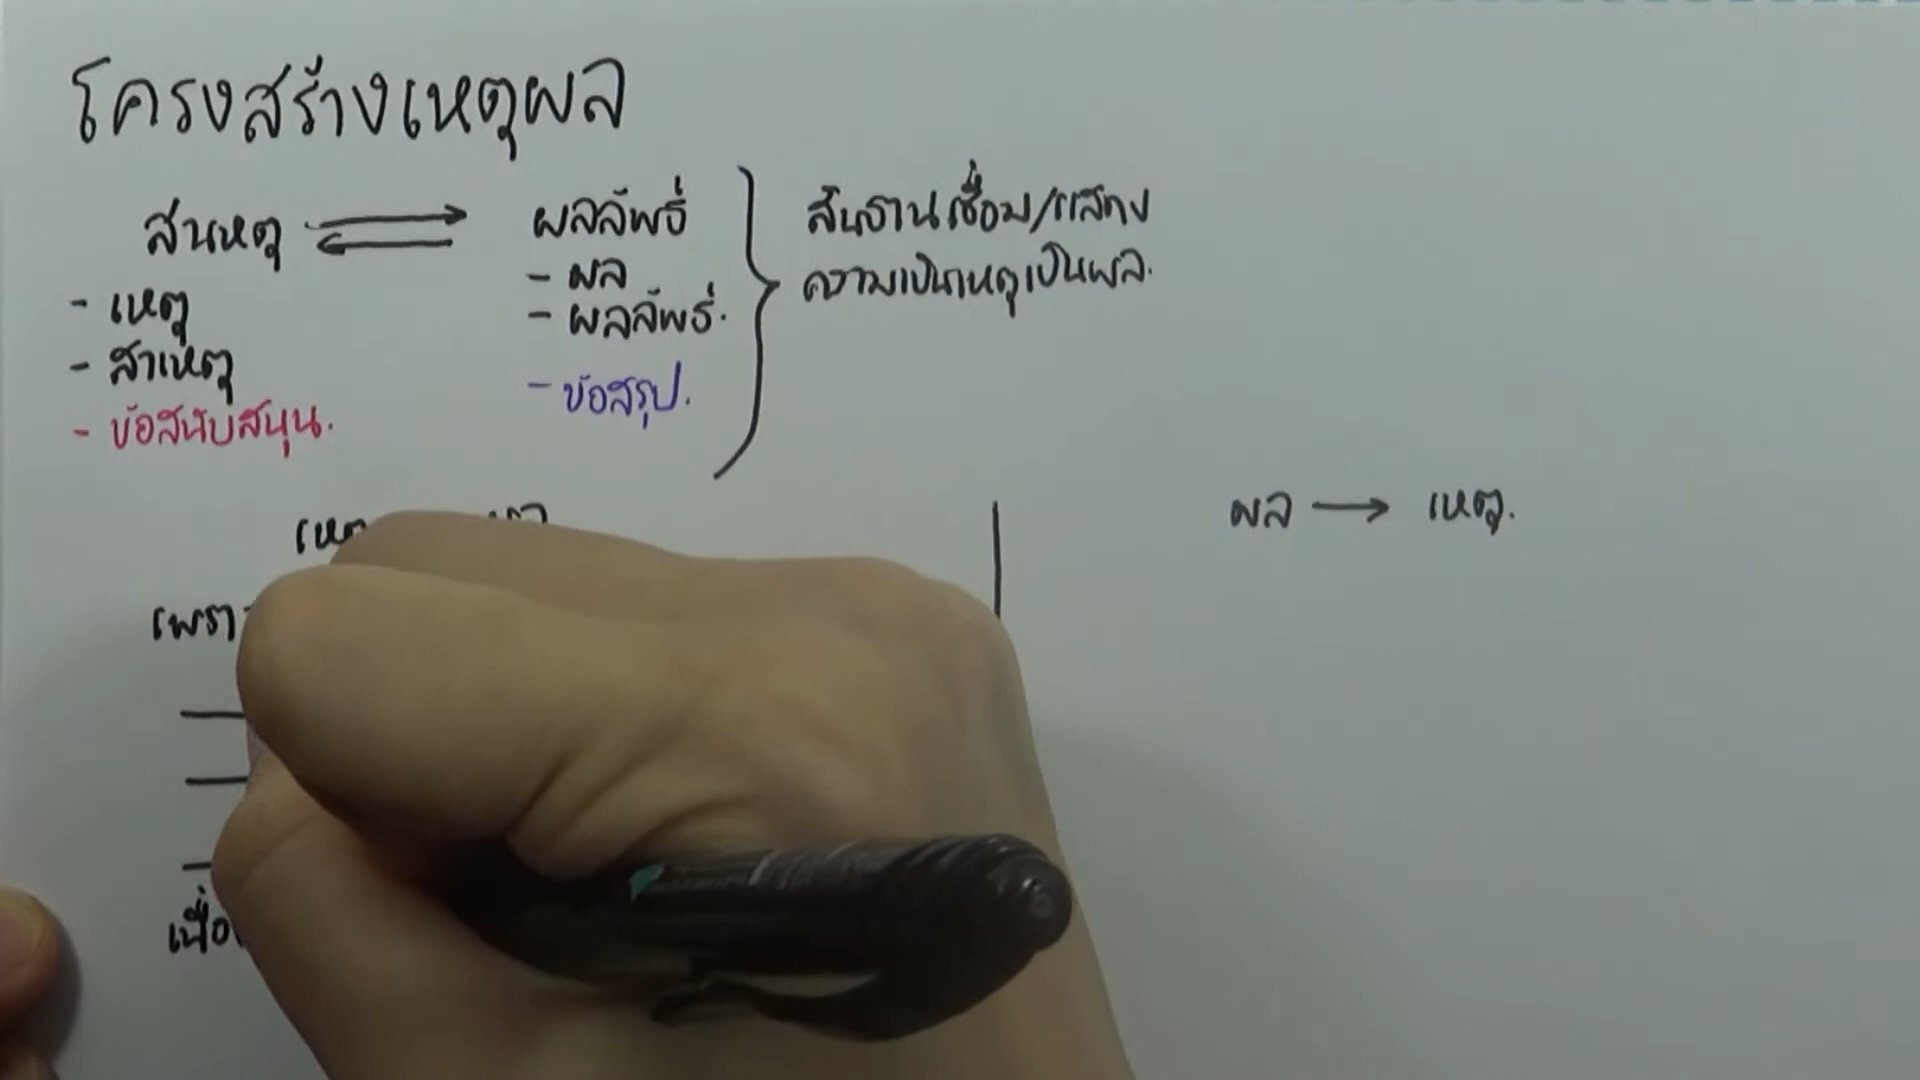 โครงสร้างเหตุผล
สนเหตุ ผลลัพธ์
- เหตุ
- สาเหตุ
- ข้อสนับสนุน.
- ผล
- ผลลัพธ์.
- ข้อสรุป.
สันธานเชื่อม/แสดง
ความเป็นเหตุเป็นผล.
ผล → เหตุ.